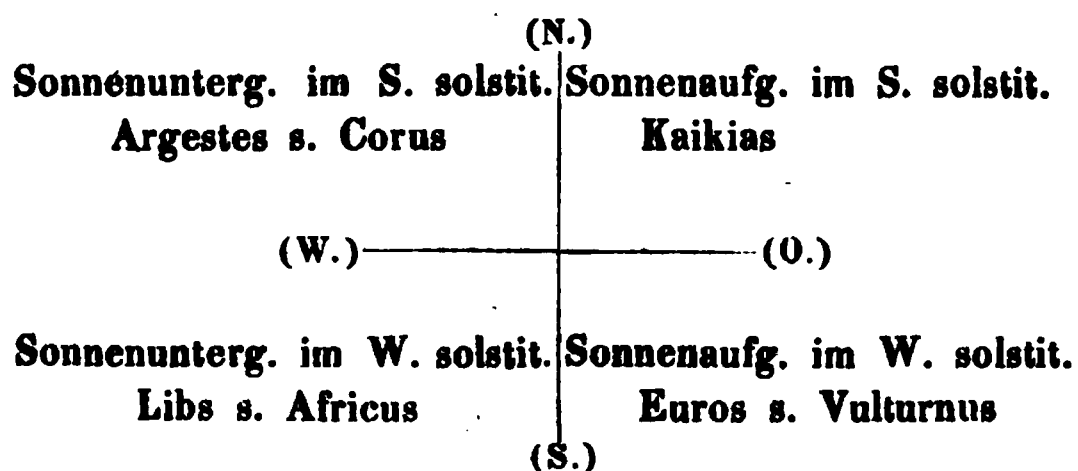 (N.)
Sonnenunterg. im S. solstit. Sonnenaufg. im S. solstit.
Argestes s. Corus Kaikias
(W.) (O.)
Sonnenunterg. im W. solstit. Sonnenaufg. im W. solstit.
Libs s. Africus Euros s. Vulturnus
(S.)